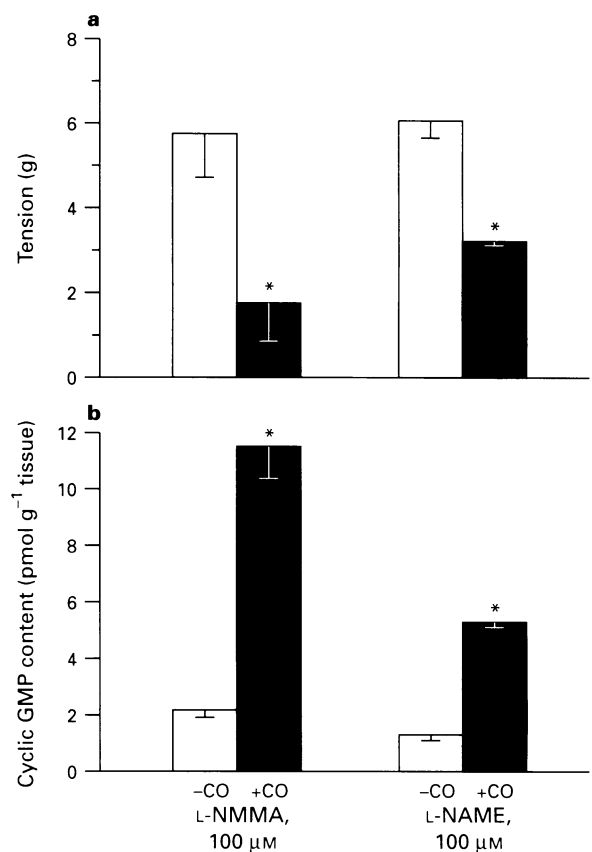 a
8
6
4
2
0
Tension (g)
*
*
b
12
10
8
6
4
2
0
Cyclic GMP content (pmol g⁻¹ tissue)
*
*
–CO +CO –CO +CO
L-NMMA, L-NAME,
100 μM 100 μM